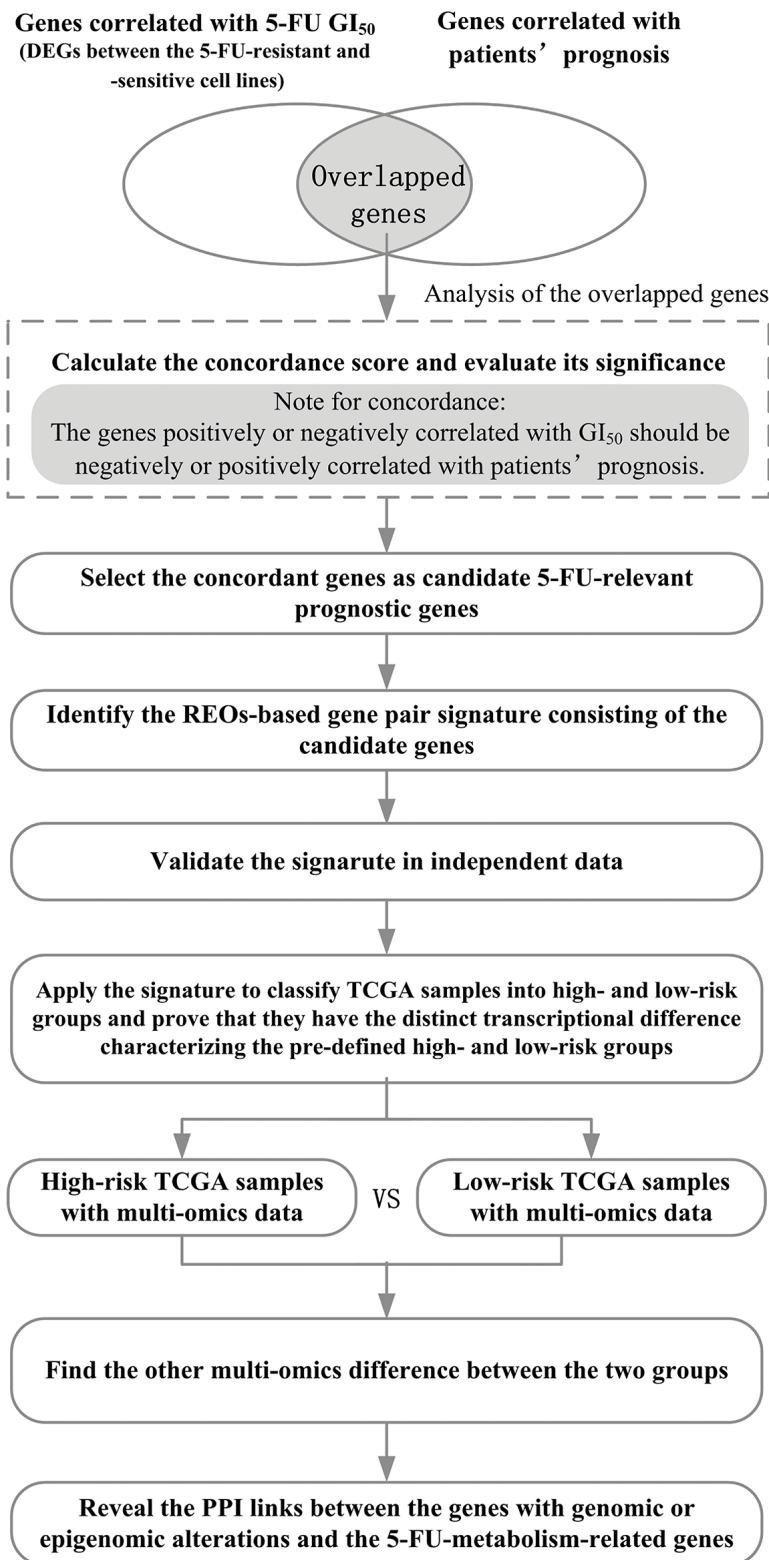 Genes correlated with 5-FU GI50
(DEGs between the 5-FU-resistant and
-sensitive cell lines)
Genes correlated with
patients’ prognosis
Overlapped
genes
Analysis of the overlapped genes
Calculate the concordance score and evaluate its significance
Note for concordance:
The genes positively or negatively correlated with GI50 should be
negatively or positively correlated with patients’ prognosis.
Select the concordant genes as candidate 5-FU-relevant
prognostic genes
Identify the REOs-based gene pair signature consisting of the
candidate genes
Validate the signarute in independent data
Apply the signature to classify TCGA samples into high- and low-risk
groups and prove that they have the distinct transcriptional difference
characterizing the pre-defined high- and low-risk groups
High-risk TCGA samples
with multi-omics data
VS
Low-risk TCGA samples
with multi-omics data
Find the other multi-omics difference between the two groups
Reveal the PPI links between the genes with genomic or
epigenomic alterations and the 5-FU-metabolism-related genes